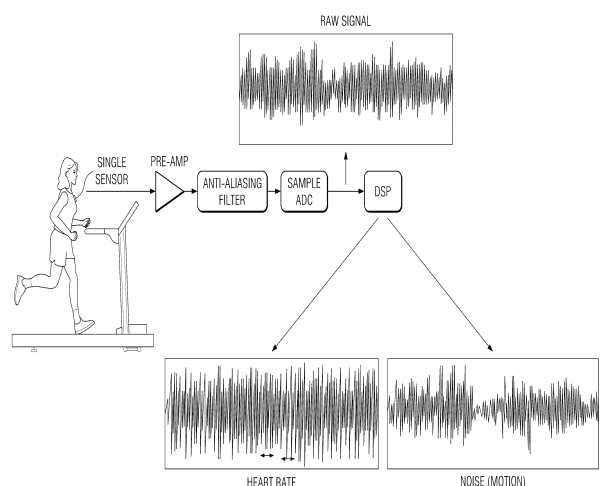 RAW SIGNAL
SINGLE
SENSOR
PRE-AMP
ANTI-ALIASING
FILTER
SAMPLE
ADC
DSP
HEART RATE
NOISE (MOTION)